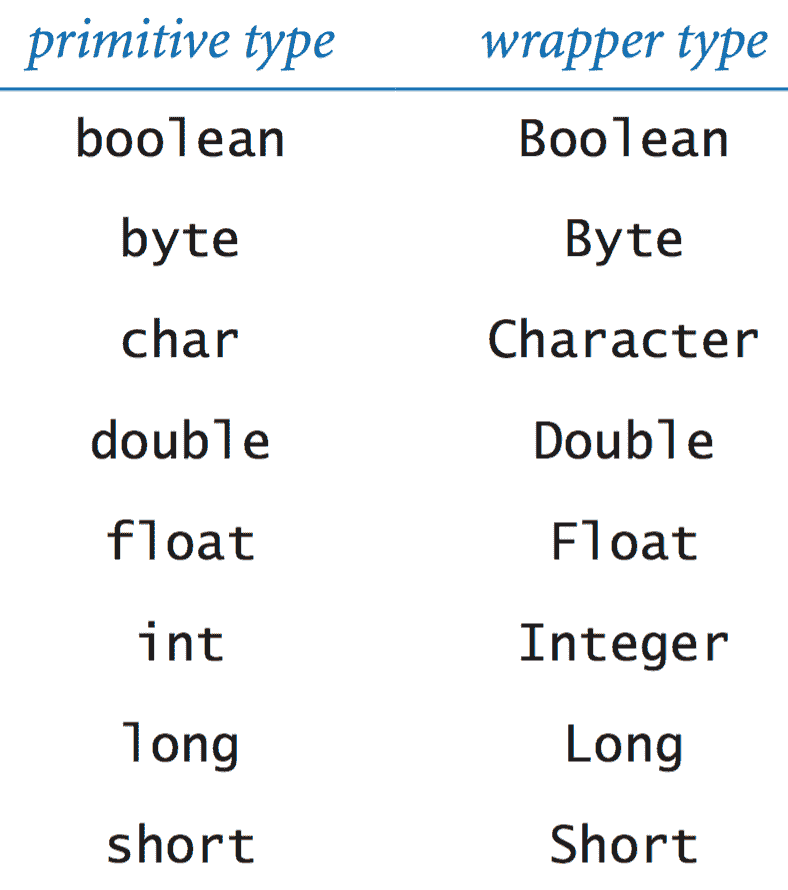 primitive type wrapper type
boolean Boolean
byte Byte
char Character
double Double
float Float
int Integer
long Long
short Short